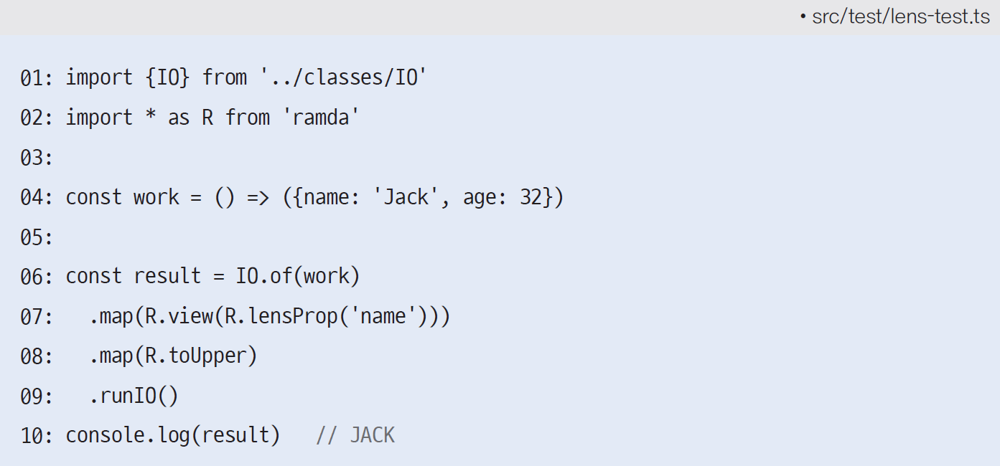 • src/test/lens-test.ts
01: import {IO} from '../classes/IO'
02: import * as R from 'ramda'
03:
04: const work = () => ({name: 'Jack', age: 32})
05:
06: const result = IO.of(work)
07:   .map(R.view(R.lensProp('name')))
08:   .map(R.toUpper)
09:   .runIO()
10: console.log(result)   // JACK